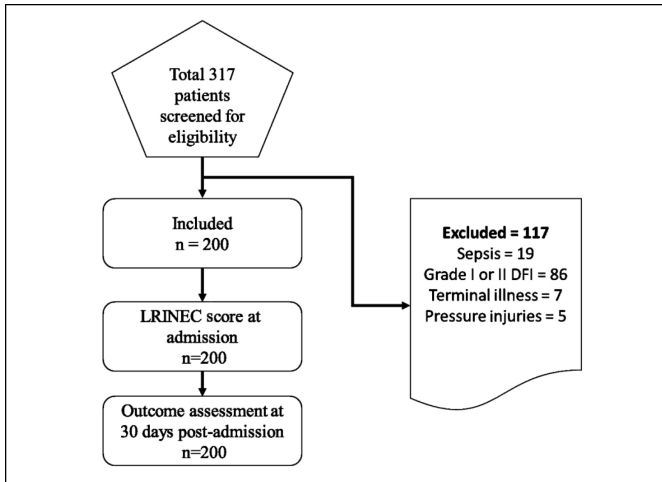 Total 317
patients
screened for
eligibility
Included
n = 200
LRINEC score at
admission
n=200
Outcome assessment at
30 days post-admission
n=200
Excluded = 117
Sepsis = 19
Grade I or II DFI = 86
Terminal illness = 7
Pressure injuries = 5